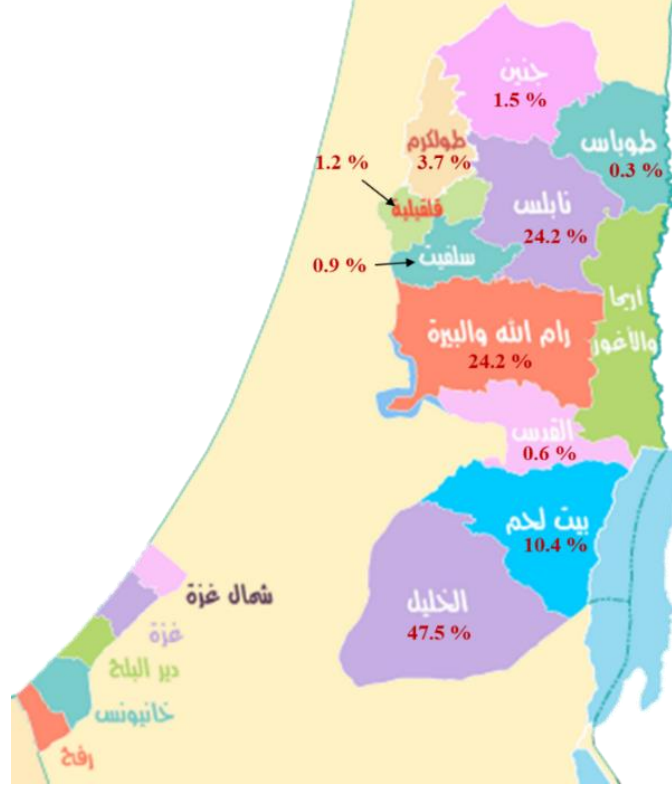 جنين
1.5 %
طوباس
0.3 %
طولكرم
3.7 %
1.2 %
قلقيلية
نابلس
24.2 %
سلفيت
0.9 %
أريحا
والأغور
رام الله والبيرة
24.2 %
القدس
0.6 %
بيت لحم
10.4 %
الخليل
47.5 %
شمال غزة
غزة
دير البلح
خانيونس
رفح